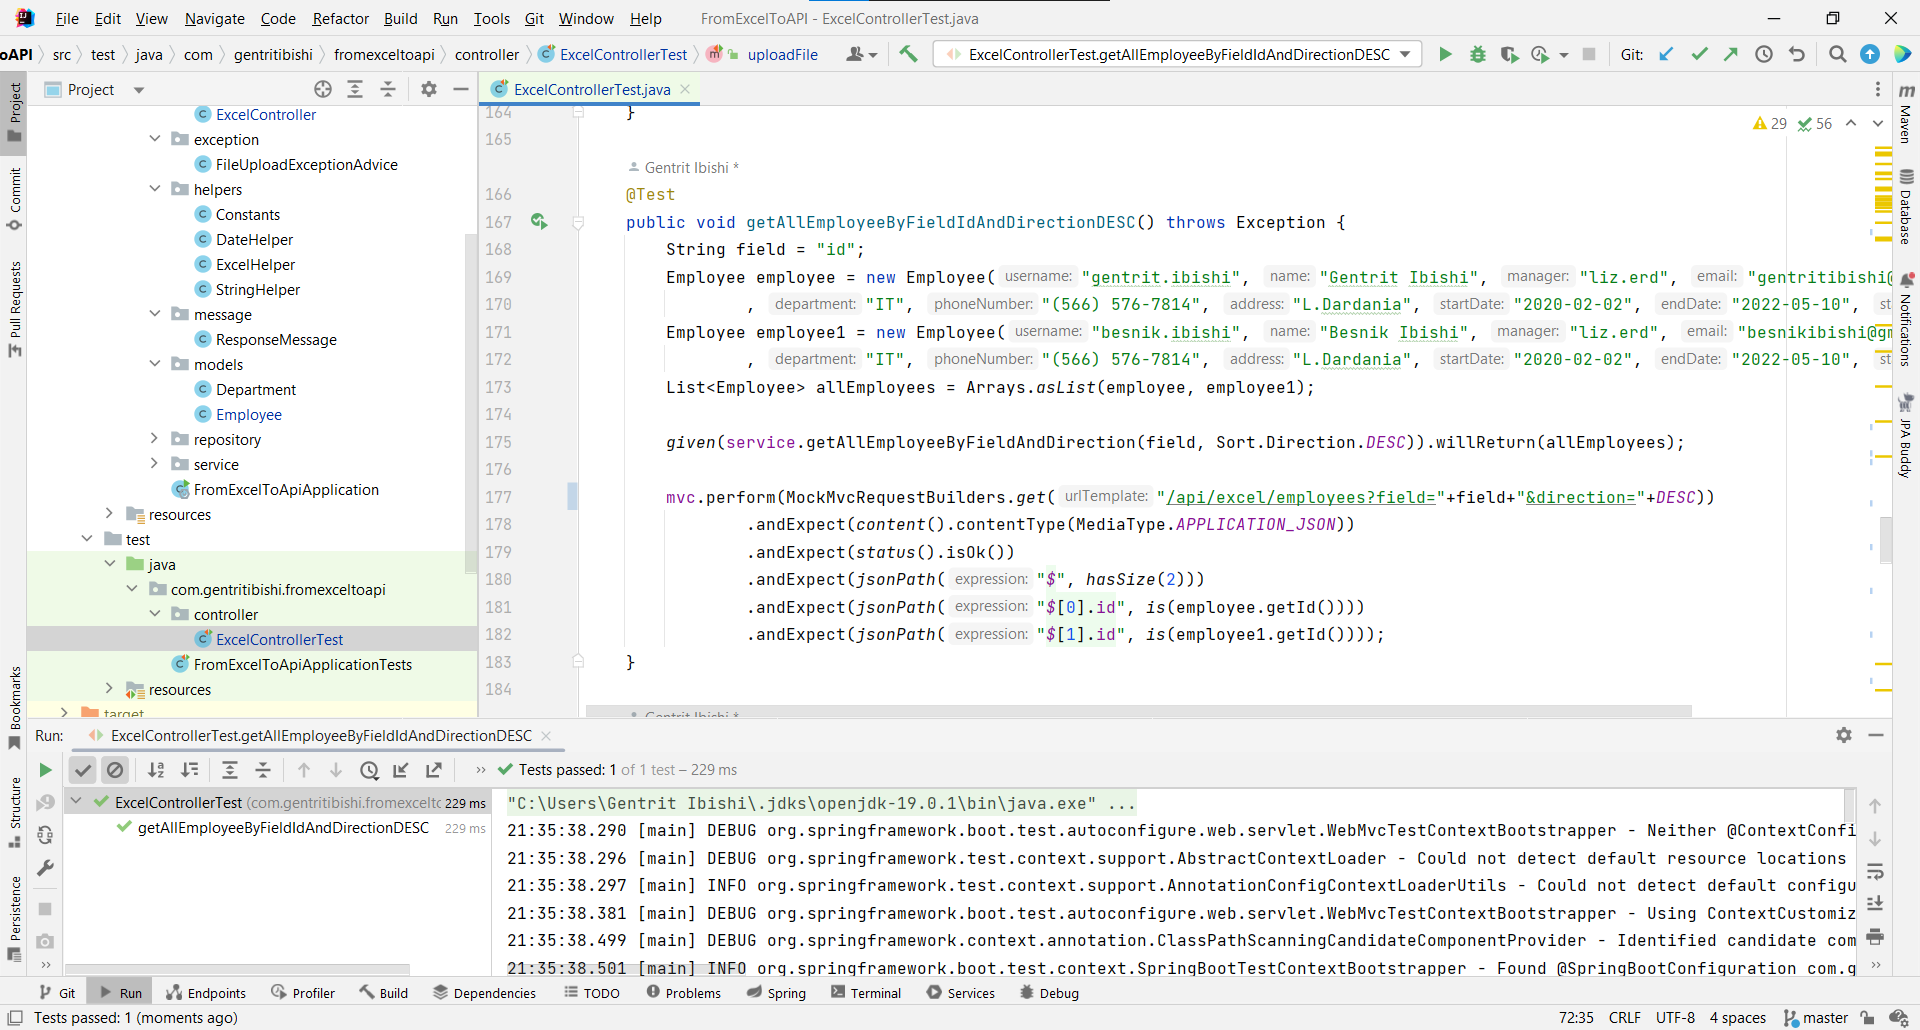 File Edit View Navigate Code Refactor Build Run Tools Git Window Help FromExcelToAPI - ExcelControllerTest.java
oAPI src test java com gentritibishi fromexceltoapi controller ExcelControllerTest uploadFile ExcelControllerTest.getAllEmployeeByFieldIdAndDirectionDESC Git:
Project
ExcelControllerTest.java
ExcelController
exception
FileUploadExceptionAdvice
helpers
Constants
DateHelper
ExcelHelper
StringHelper
message
ResponseMessage
models
Department
Employee
repository
service
FromExcelToApiApplication
resources
test
java
com.gentritibishi.fromexceltoapi
controller
ExcelControllerTest
FromExcelToApiApplicationTests
resources
target
Project
Commit
Pull Requests
Bookmarks
Structure
Persistence
29 56
164 }
165
Gentrit Ibishi *
166 @Test
167 public void getAllEmployeeByFieldIdAndDirectionDESC() throws Exception {
168 String field = "id";
169 Employee employee = new Employee( username: "gentrit.ibishi", name: "Gentrit Ibishi", manager: "liz.erd", email: "gentritibishi@
170 , department: "IT", phoneNumber: "(566) 576-7814", address: "L.Dardania", startDate: "2020-02-02", endDate: "2022-05-10", st
171 Employee employee1 = new Employee( username: "besnik.ibishi", name: "Besnik Ibishi", manager: "liz.erd", email: "besnikibishi@gm
172 , department: "IT", phoneNumber: "(566) 576-7814", address: "L.Dardania", startDate: "2020-02-02", endDate: "2022-05-10", st
173 List<Employee> allEmployees = Arrays.asList(employee, employee1);
174
175 given(service.getAllEmployeeByFieldAndDirection(field, Sort.Direction.DESC)).willReturn(allEmployees);
176
177 mvc.perform(MockMvcRequestBuilders.get( urlTemplate: "/api/excel/employees?field="+field+"&direction="+DESC))
178 .andExpect(content().contentType(MediaType.APPLICATION_JSON))
179 .andExpect(status().isOk())
180 .andExpect(jsonPath( expression: "$", hasSize(2)))
181 .andExpect(jsonPath( expression: "$[0].id", is(employee.getId())))
182 .andExpect(jsonPath( expression: "$[1].id", is(employee1.getId())));
183 }
184
Gentrit Ibishi *
m Maven
Database
Notifications
JPA Buddy
Run: ExcelControllerTest.getAllEmployeeByFieldIdAndDirectionDESC
Tests passed: 1 of 1 test – 229 ms
ExcelControllerTest (com.gentritibishi.fromexcelto 229 ms
getAllEmployeeByFieldIdAndDirectionDESC 229 ms
"C:\Users\Gentrit Ibishi\.jdks\openjdk-19.0.1\bin\java.exe" ...
21:35:38.290 [main] DEBUG org.springframework.boot.test.autoconfigure.web.servlet.WebMvcTestContextBootstrapper - Neither @ContextConfi
21:35:38.296 [main] DEBUG org.springframework.test.context.support.AbstractContextLoader - Could not detect default resource locations
21:35:38.297 [main] INFO org.springframework.test.context.support.AnnotationConfigContextLoaderUtils - Could not detect default configu
21:35:38.381 [main] DEBUG org.springframework.boot.test.autoconfigure.web.servlet.WebMvcTestContextBootstrapper - Using ContextCustomiz
21:35:38.499 [main] DEBUG org.springframework.context.annotation.ClassPathScanningCandidateComponentProvider - Identified candidate com
21:35:38.501 [main] INFO org.springframework.boot.test.context.SpringBootTestContextBootstrapper - Found @SpringBootConfiguration com.g
Git Run Endpoints Profiler Build Dependencies TODO Problems Spring Terminal Services Debug
Tests passed: 1 (moments ago) 72:35 CRLF UTF-8 4 spaces master